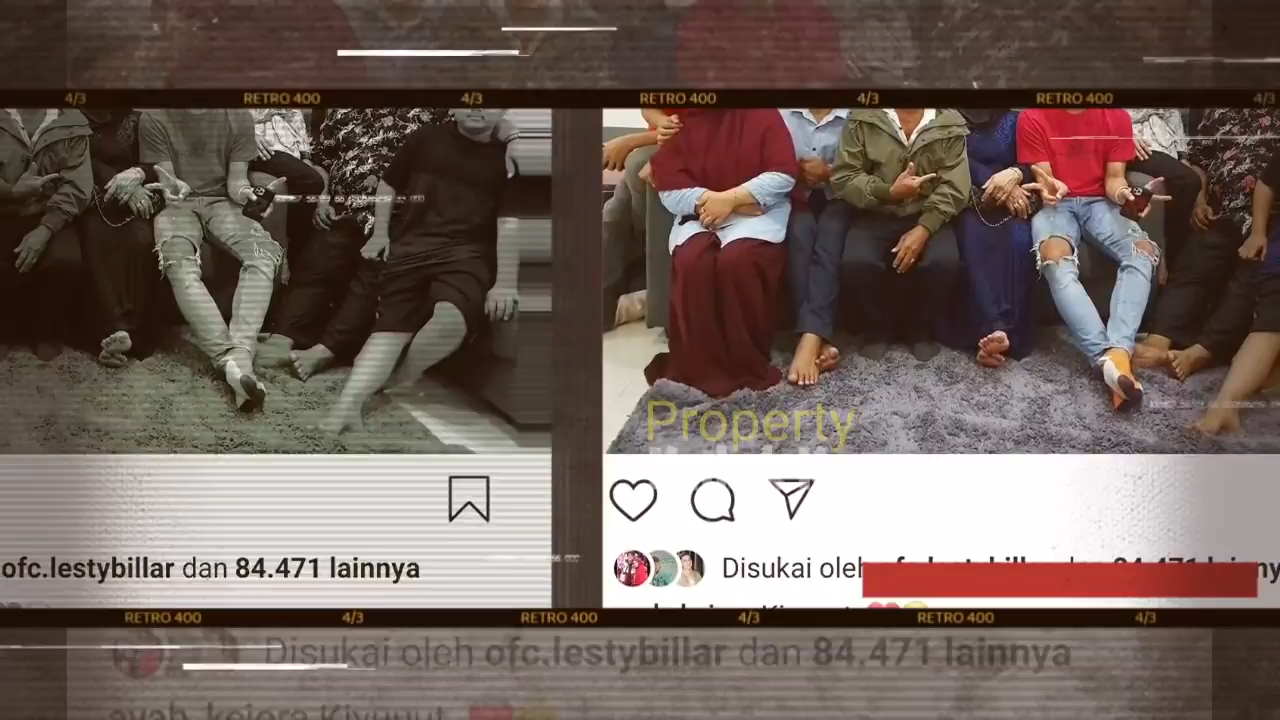 4/3 RETRO 400 4/3 RETRO 400 4/3 RETRO 400 4/3
Property
ofc.lestybillar dan 84.471 lainnya
Disukai oleh
RETRO 400 4/3 RETRO 400 4/3 RETRO 400 4/3
Disukai oleh ofc.lestybillar dan 84.471 lainnya